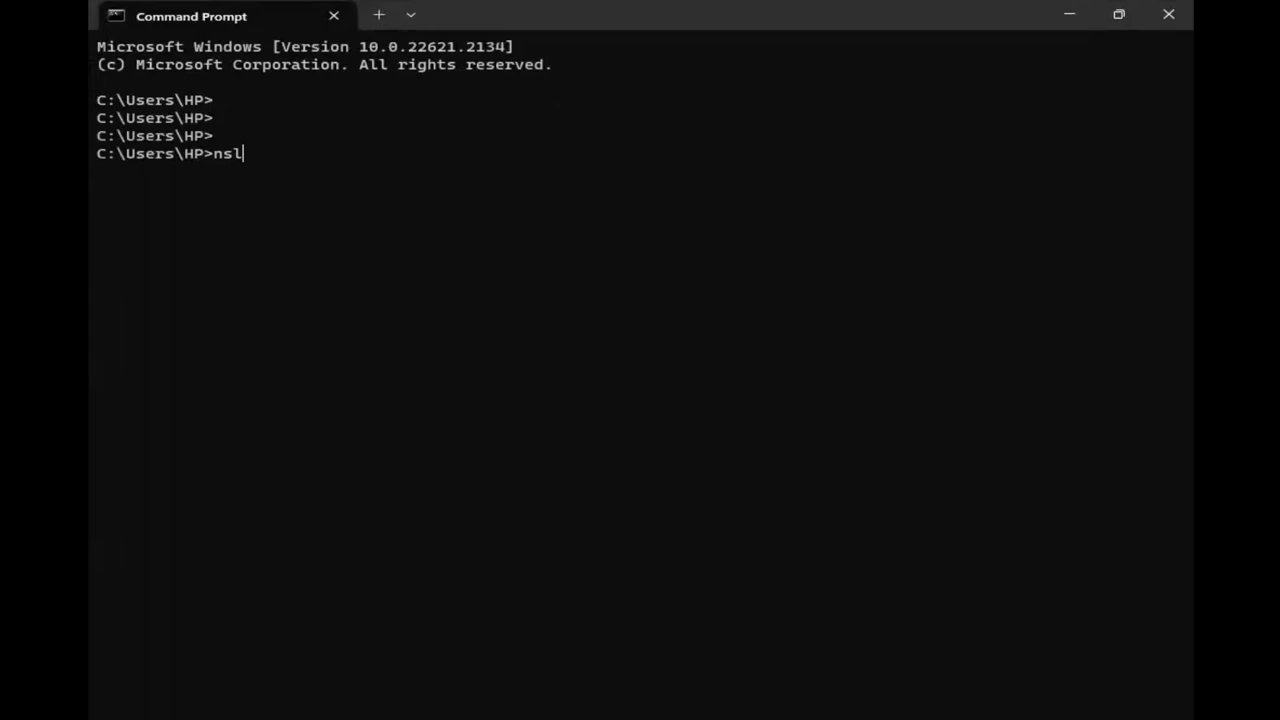 Command Prompt
Microsoft Windows [Version 10.0.22621.2134]
(c) Microsoft Corporation. All rights reserved.
C:\Users\HP>
C:\Users\HP>
C:\Users\HP>
C:\Users\HP>nsl